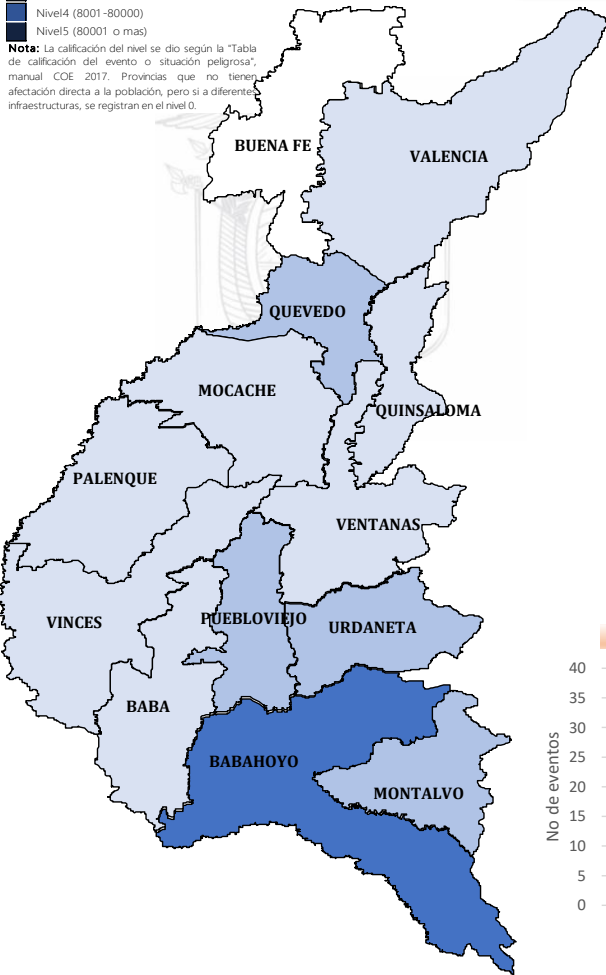 Nivel4 (8001 -80000)
Nivel5 (80001 o mas)
Nota: La calificación del nivel se dio según la "Tabla
de calificación del evento o situación peligrosa",
manual COE 2017. Provincias que no tienen
afectación directa a la población, pero si a diferentes
infraestructuras, se registran en el nivel 0.
BUENA FE
VALENCIA
QUEVEDO
MOCACHE
QUINSALOMA
PALENQUE
VENTANAS
VINCES
PUEBLOVIEJO
URDANETA
BABA
BABAHOYO
MONTALVO
No de eventos
40
35
30
25
20
15
10
5
0